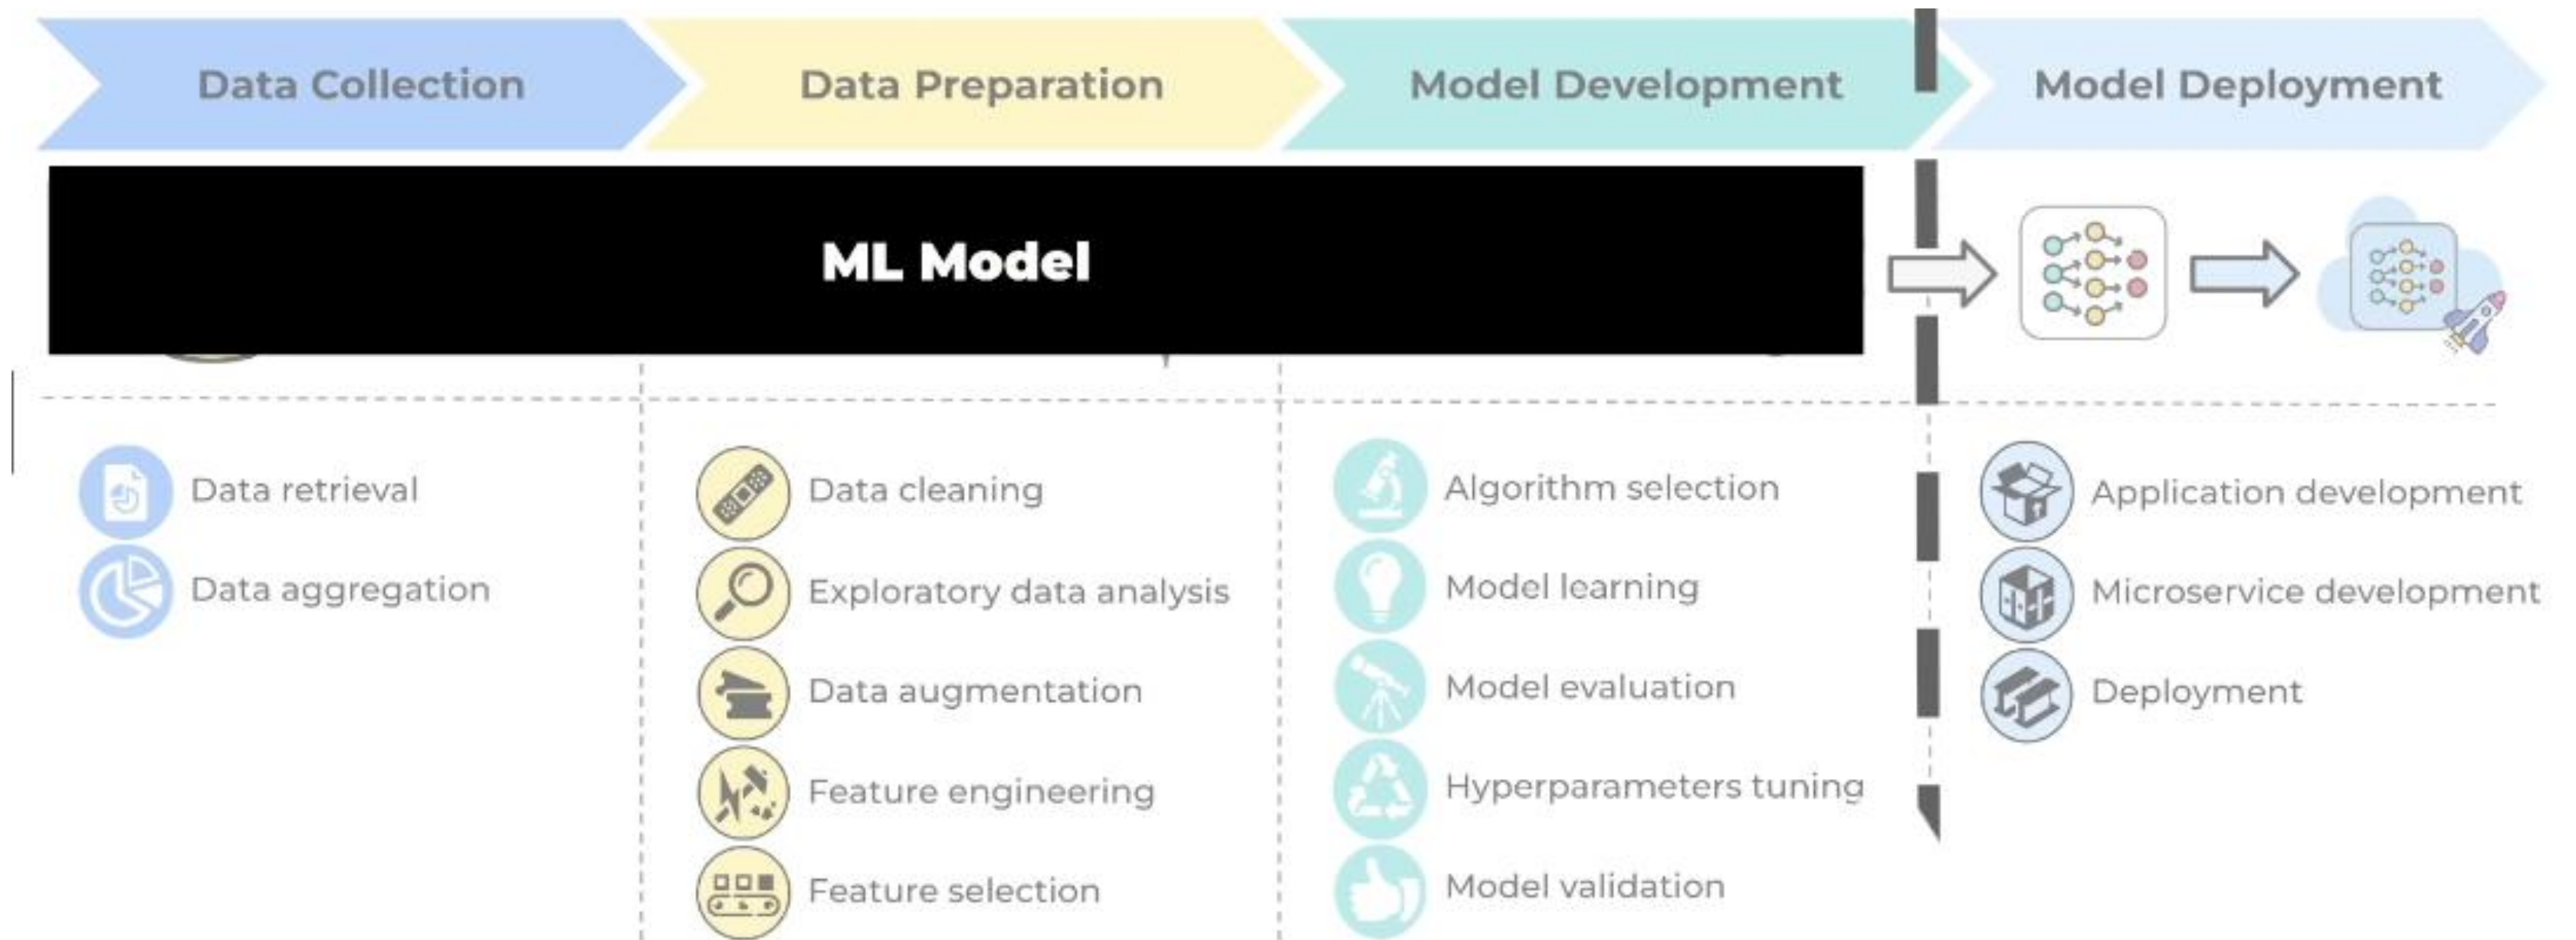 Data Collection
Data Preparation
Model Development
Model Deployment
ML Model
Data retrieval
Data aggregation
Data cleaning
Exploratory data analysis
Data augmentation
Feature engineering
Feature selection
Algorithm selection
Model learning
Model evaluation
Hyperparameters tuning
Model validation
Application development
Microservice development
Deployment